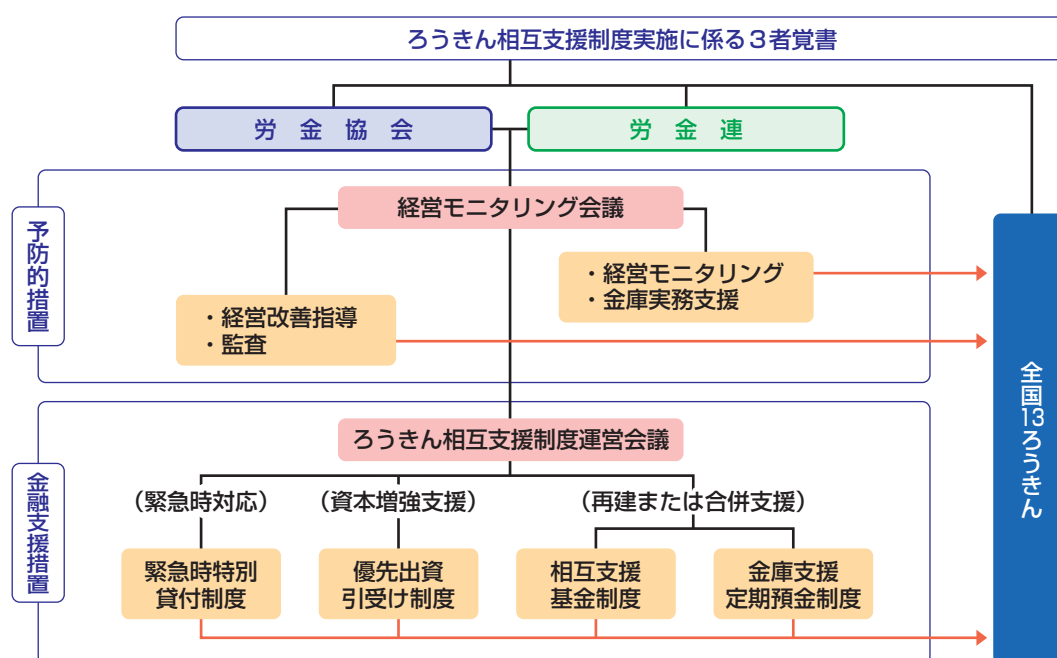 ろうきん相互支援制度実施に係る3者覚書
労金協会
労金連
予防的措置
経営モニタリング会議
・経営モニタリング
・金庫実務支援
・経営改善指導
・監査
全国13ろうきん
金融支援措置
ろうきん相互支援制度運営会議
（緊急時対応）
（資本増強支援）
（再建または合併支援）
緊急時特別
貸付制度
優先出資
引受け制度
相互支援
基金制度
金庫支援
定期預金制度